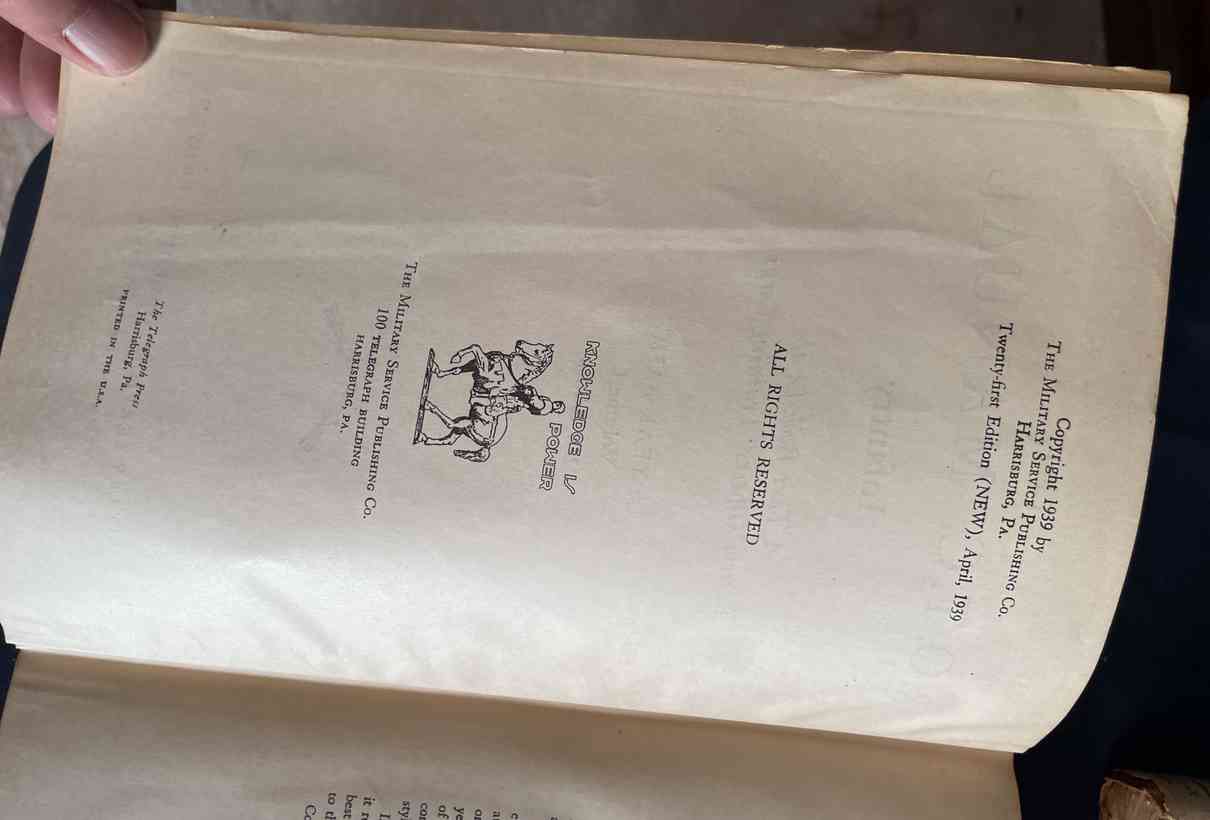 Copyright 1939 by
THE MILITARY SERVICE PUBLISHING CO.
HARRISBURG, PA.
Twenty-first Edition (NEW), April, 1939
ALL RIGHTS RESERVED
KNOWLEDGE IS
POWER
THE MILITARY SERVICE PUBLISHING CO.
100 TELEGRAPH BUILDING
HARRISBURG, PA.
The Telegraph Press
Harrisburg, Pa.
PRINTED IN THE U.S.A.